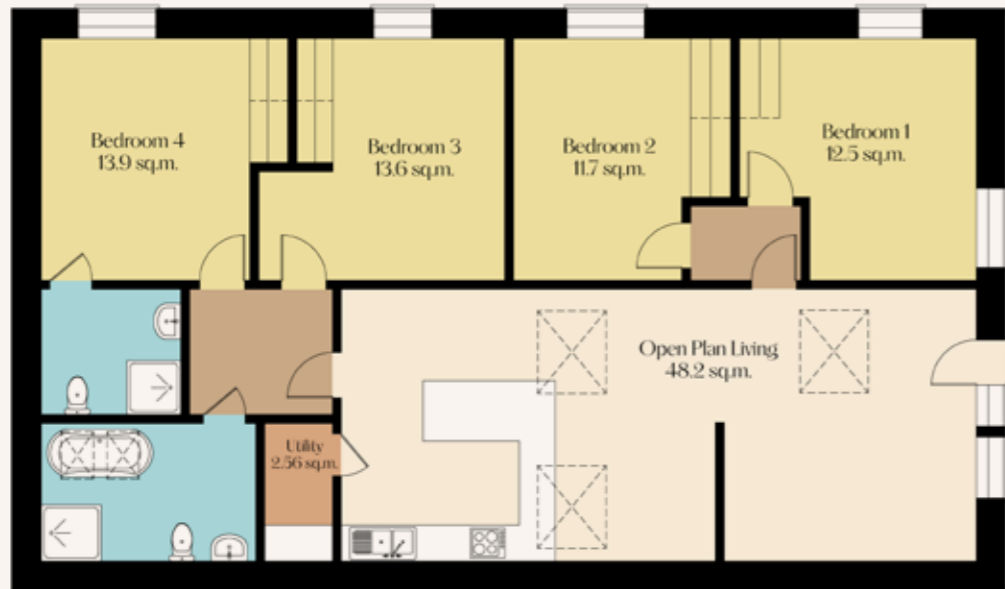 Bedroom 4
13.9 sq.m.
Bedroom 3
13.6 sq.m.
Bedroom 2
11.7 sq.m.
Bedroom 1
12.5 sq.m.
Open Plan Living
48.2 sq.m.
Utility
2.56 sq.m.